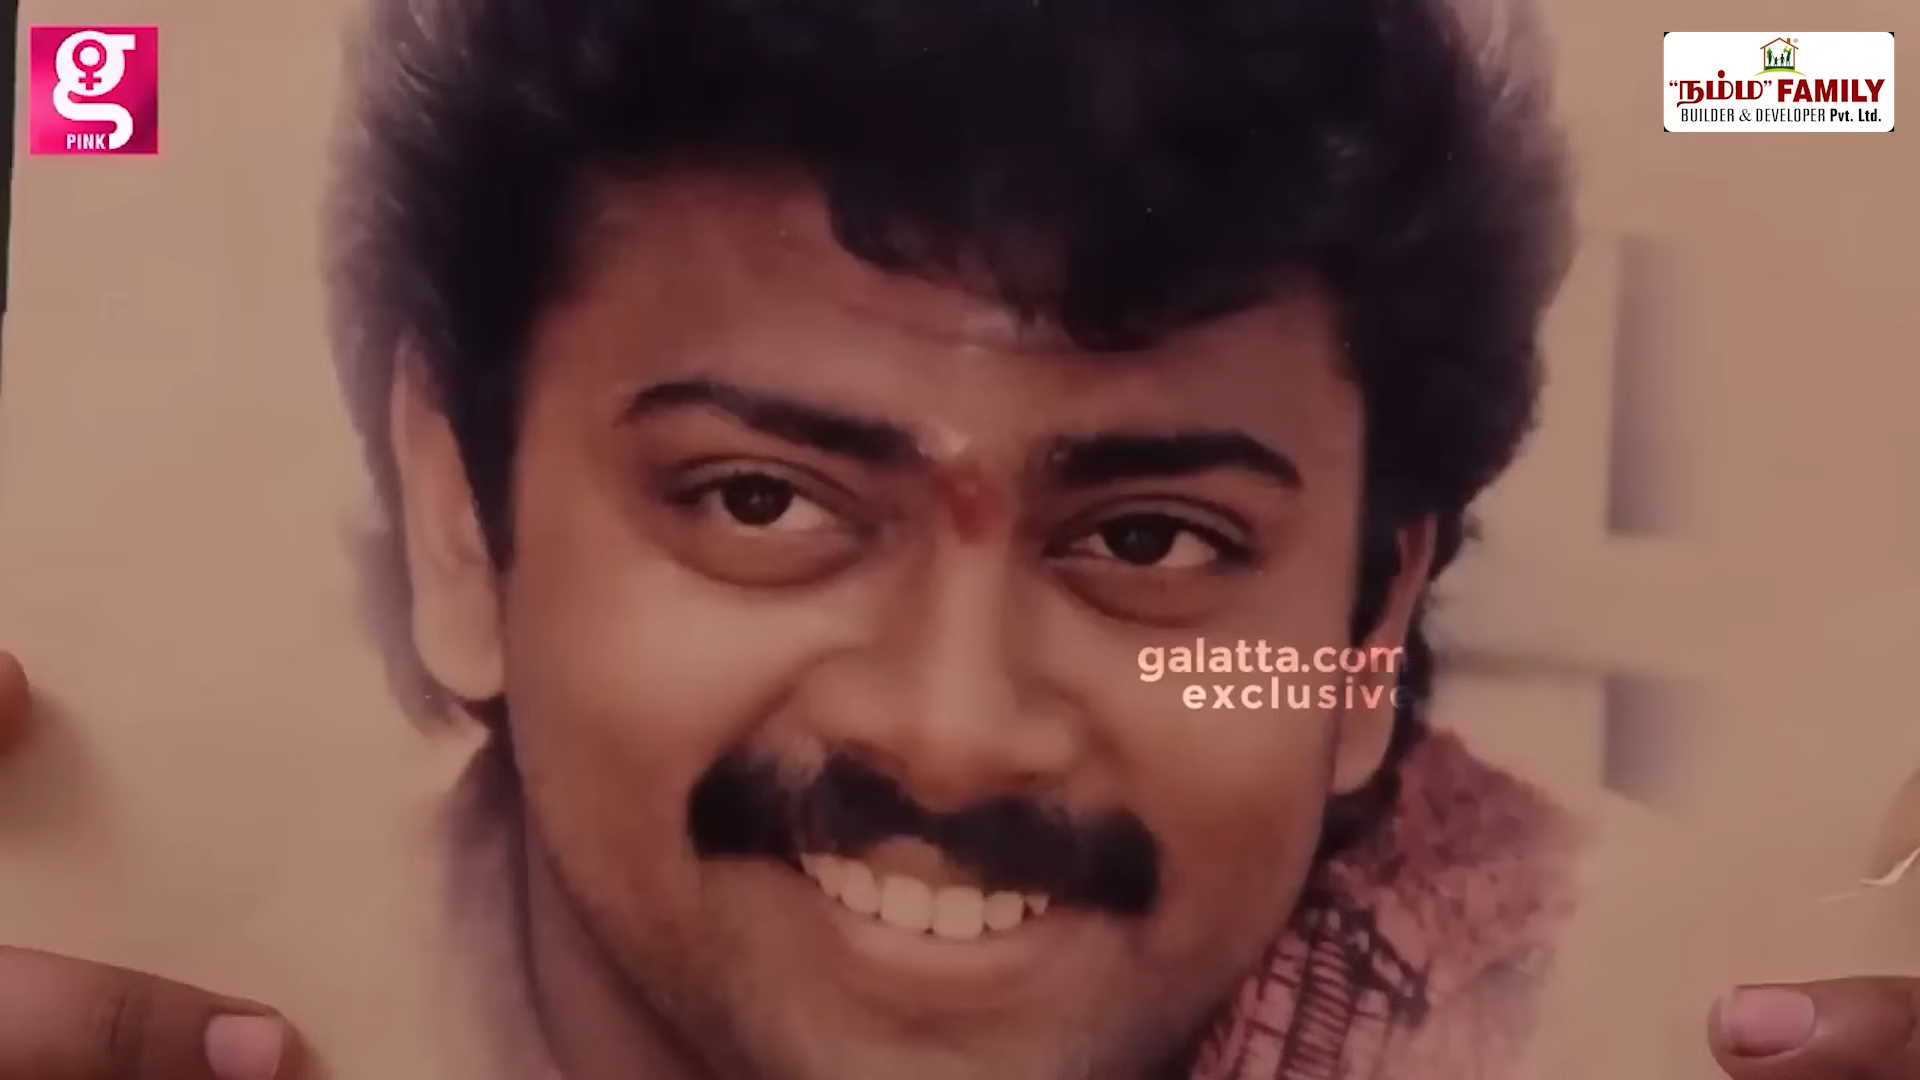 g
PINK
"நம்ம" FAMILY
BUILDER & DEVELOPER Pvt. Ltd.
galatta.com
exclusive